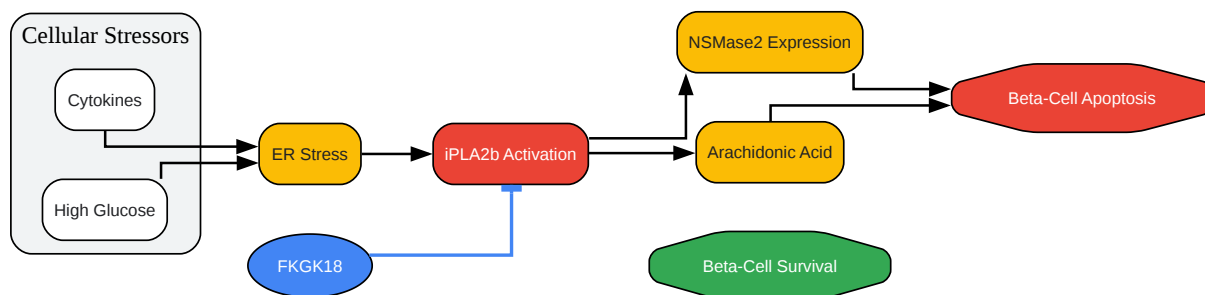 Cellular Stressors
Cytokines
High Glucose
ER Stress
iPLA2b Activation
FKGK18
NSMase2 Expression
Arachidonic Acid
Beta-Cell Apoptosis
Beta-Cell Survival